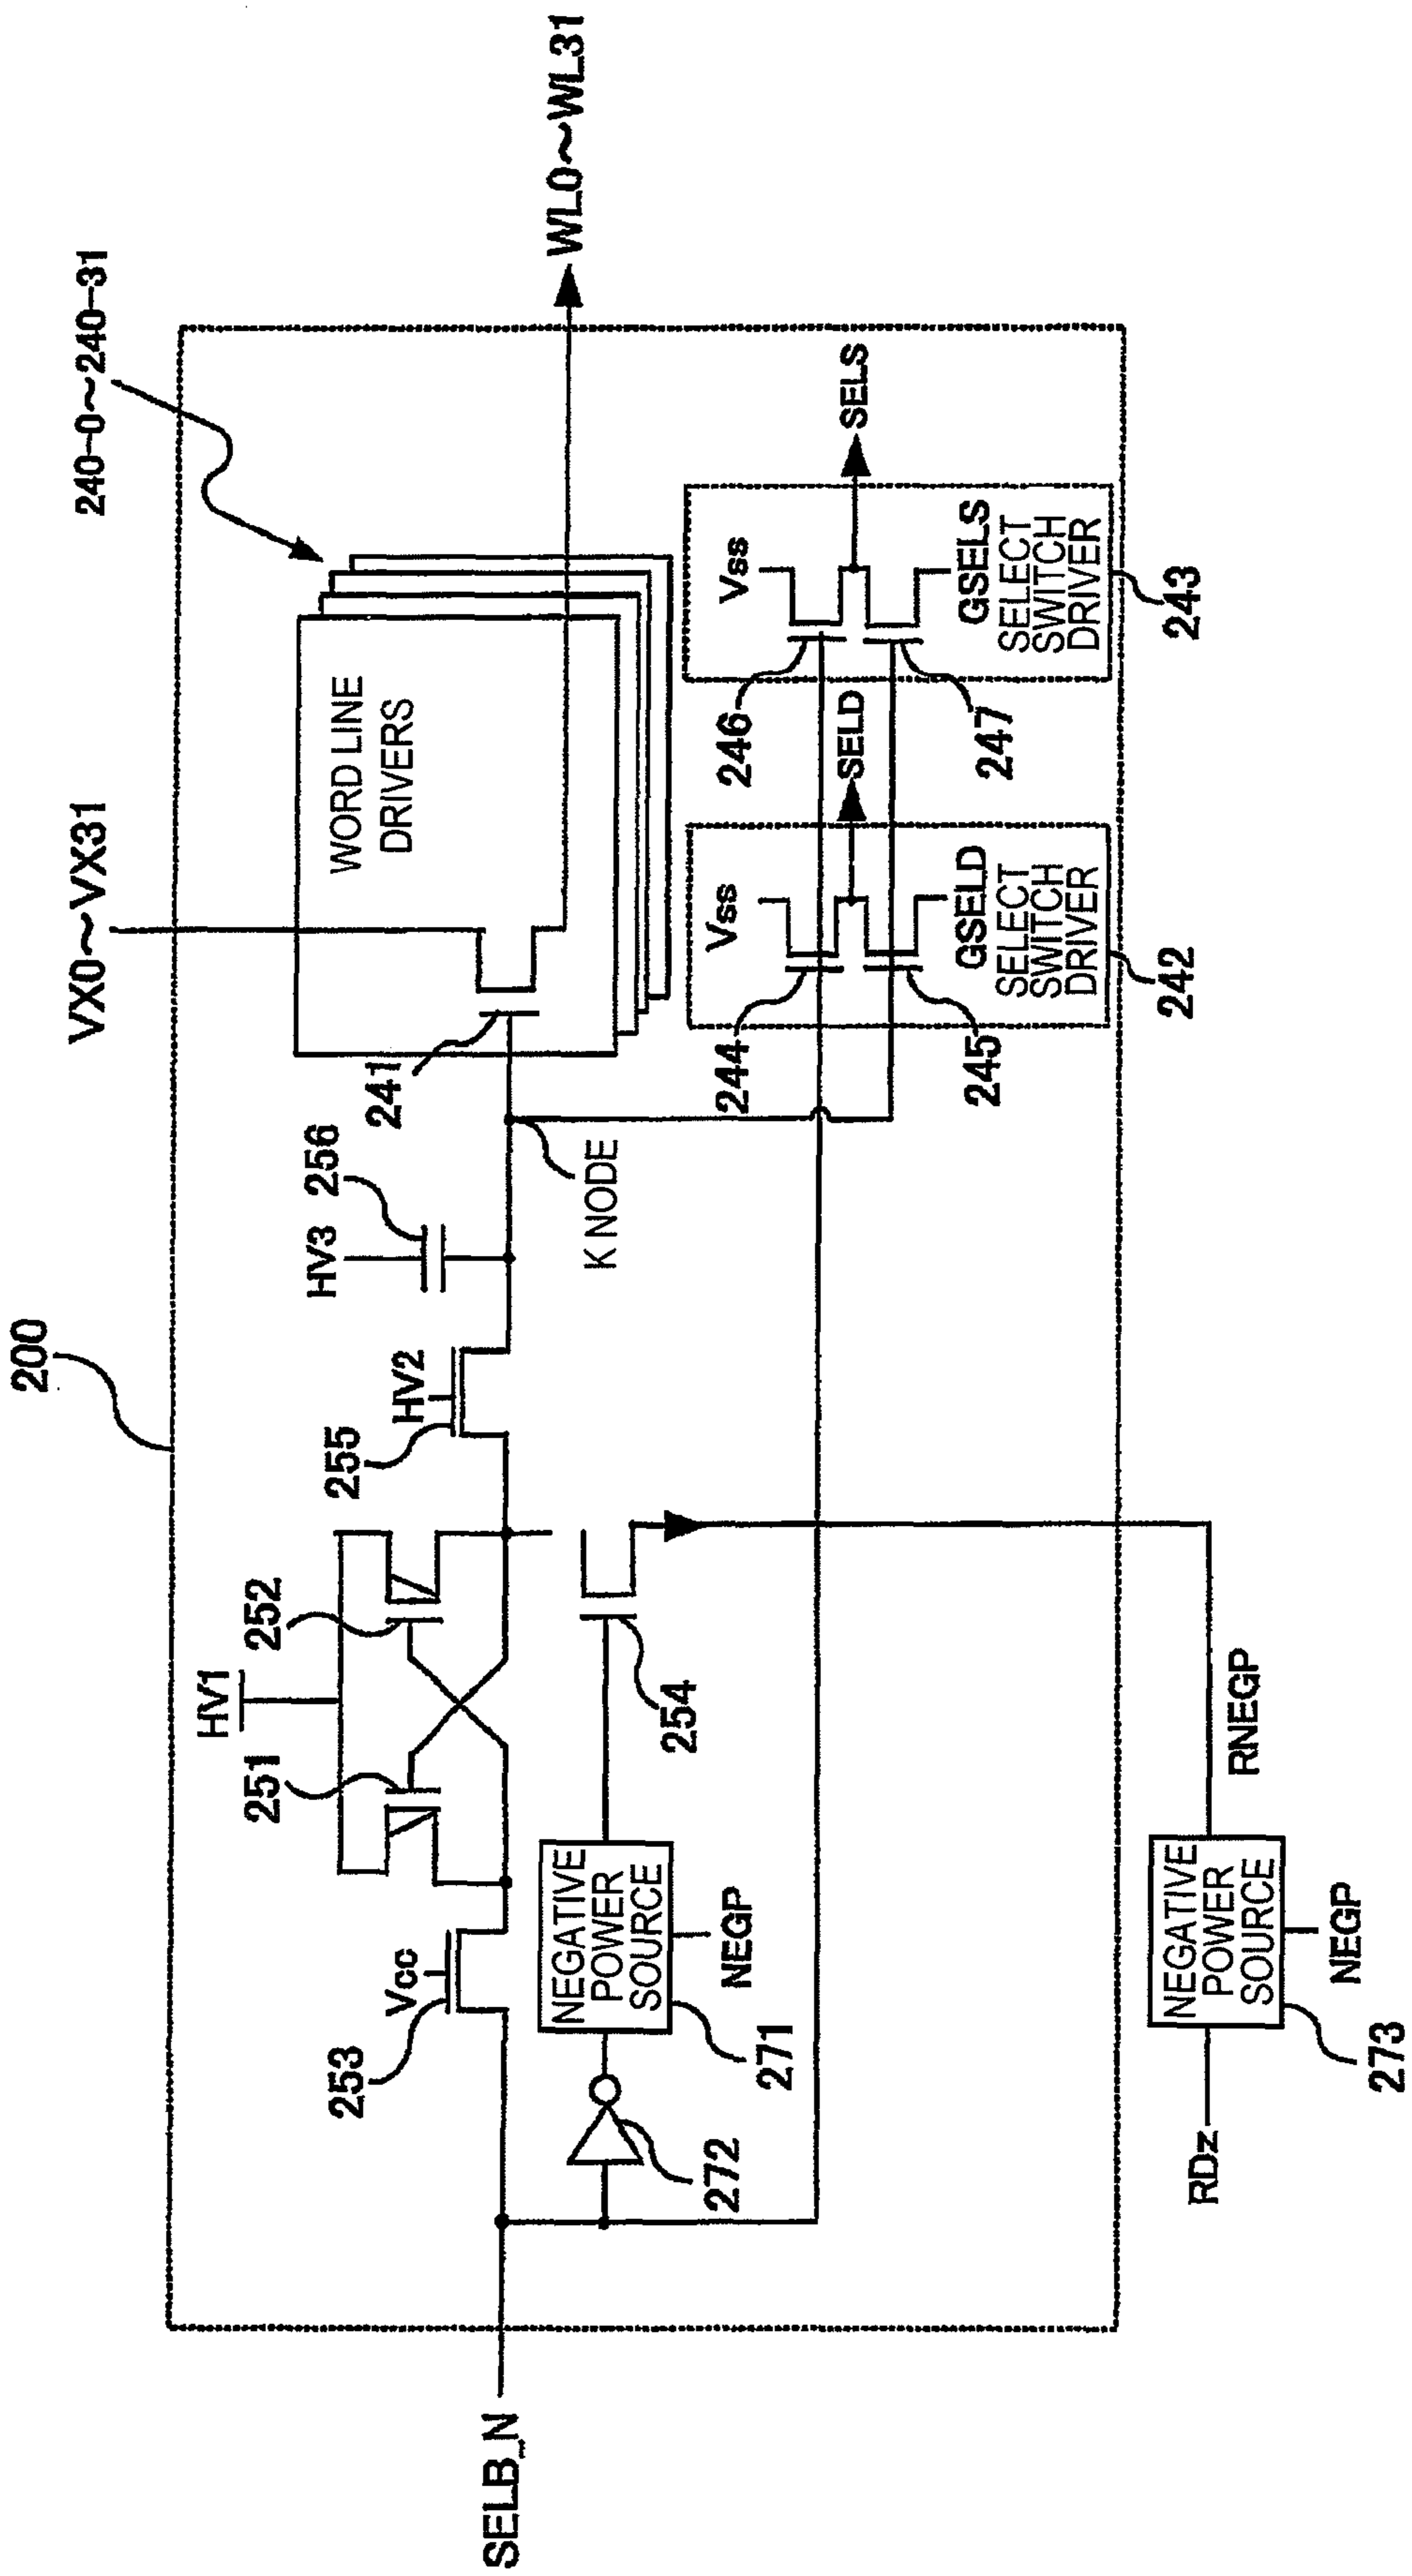 200
240-0~240-31
VX0~VX31
WL0~WL31
HV1
HV3
256
252
251
255
HV2
253
Vcc
241
WORD LINE
DRIVERS
K NODE
SELB_N
272
NEGATIVE
POWER
SOURCE
271
NEGP
254
244
Vss
SELD
245
GSELD
SELECT
SWITCH
DRIVER
242
246
Vss
SELS
247
GSELS
SELECT
SWITCH
DRIVER
243
RDz
NEGATIVE
POWER
SOURCE
273
NEGP
RNEGP